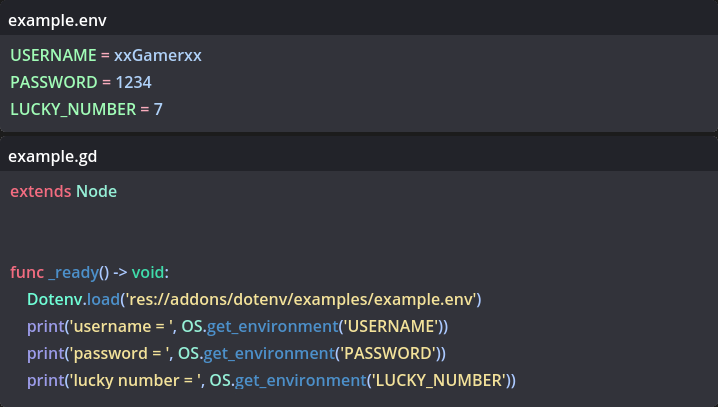 example.env
USERNAME = xxGamerxx
PASSWORD = 1234
LUCKY_NUMBER = 7
example.gd
extends Node
func _ready() -> void:
Dotenv.load('res://addons/dotenv/examples/example.env')
print('username = ', OS.get_environment('USERNAME'))
print('password = ', OS.get_environment('PASSWORD'))
print('lucky number = ', OS.get_environment('LUCKY_NUMBER'))